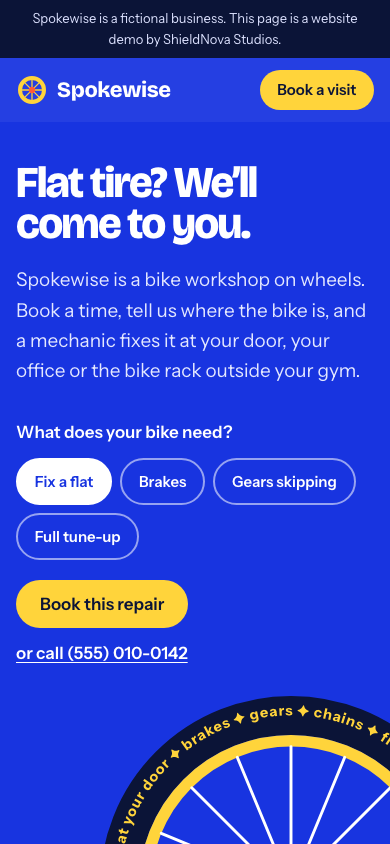 Spokewise is a fictional business. This page is a website
demo by ShieldNova Studios.
Spokewise
Book a visit
Flat tire? We'll
come to you.
Spokewise is a bike workshop on wheels.
Book a time, tell us where the bike is, and
a mechanic fixes it at your door, your
office or the bike rack outside your gym.
What does your bike need?
Fix a flat
Brakes
Gears skipping
Full tune-up
Book this repair
or call (555) 010-0142
at your door ✦ brakes ✦ gears ✦ chains ✦